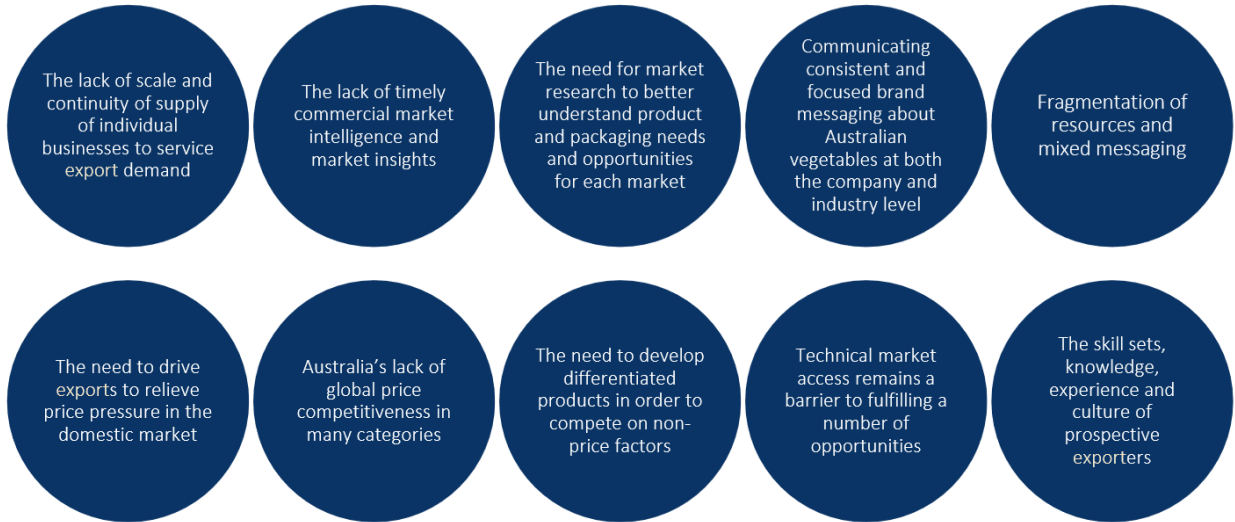 The lack of scale and
continuity of supply
of individual
businesses to service
export demand
The lack of timely
commercial market
intelligence and
market insights
The need for market
research to better
understand product
and packaging needs
and opportunities
for each market
Communicating
consistent and
focused brand
messaging about
Australian
vegetables at both
the company and
industry level
Fragmentation of
resources and
mixed messaging
The need to drive
exports to relieve
price pressure in the
domestic market
Australia’s lack of
global price
competitiveness in
many categories
The need to develop
differentiated
products in order to
compete on non-
price factors
Technical market
access remains a
barrier to fulfilling a
number of
opportunities
The skill sets,
knowledge,
experience and
culture of
prospective
exporters